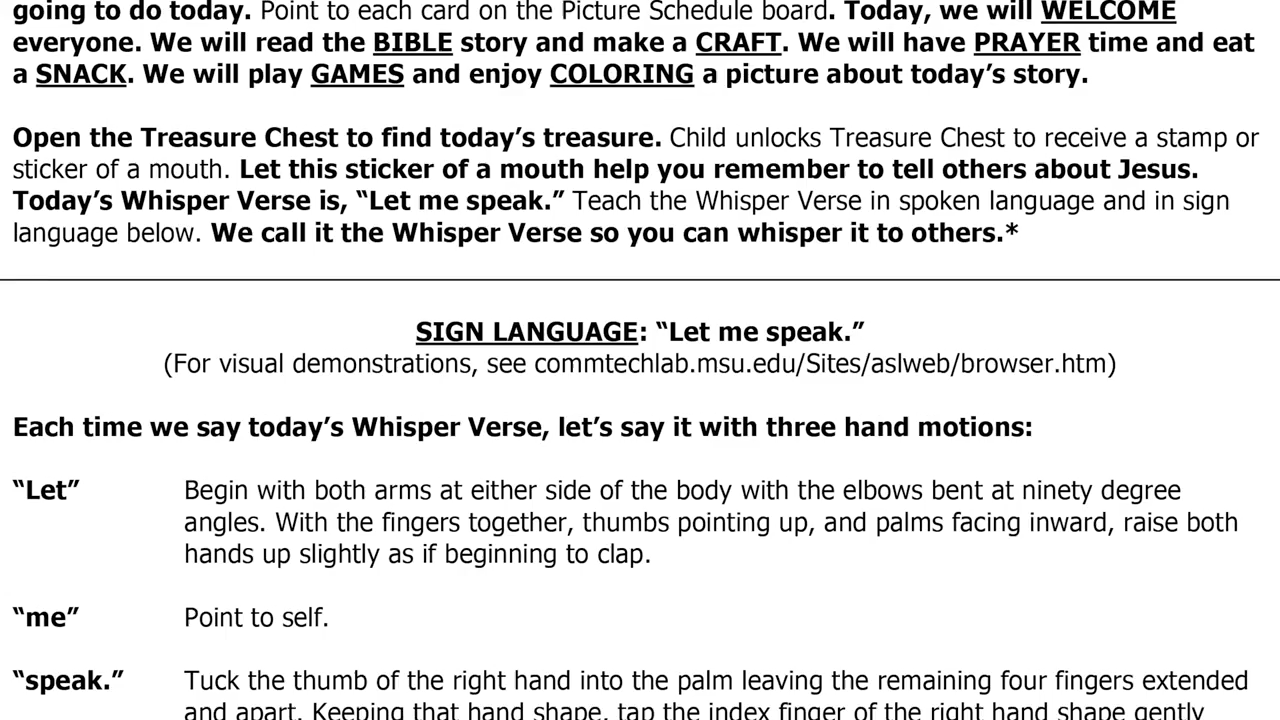 going to do today. Point to each card on the Picture Schedule board. Today, we will WELCOME
everyone. We will read the BIBLE story and make a CRAFT. We will have PRAYER time and eat
a SNACK. We will play GAMES and enjoy COLORING a picture about today’s story.
Open the Treasure Chest to find today’s treasure. Child unlocks Treasure Chest to receive a stamp or
sticker of a mouth. Let this sticker of a mouth help you remember to tell others about Jesus.
Today’s Whisper Verse is, “Let me speak.” Teach the Whisper Verse in spoken language and in sign
language below. We call it the Whisper Verse so you can whisper it to others.*
SIGN LANGUAGE: “Let me speak.”
(For visual demonstrations, see commtechlab.msu.edu/Sites/aslweb/browser.htm)
Each time we say today’s Whisper Verse, let’s say it with three hand motions:
“Let” Begin with both arms at either side of the body with the elbows bent at ninety degree
angles. With the fingers together, thumbs pointing up, and palms facing inward, raise both
hands up slightly as if beginning to clap.
“me” Point to self.
“speak.” Tuck the thumb of the right hand into the palm leaving the remaining four fingers extended
and apart. Keeping that hand shape, tap the index finger of the right hand shape gently